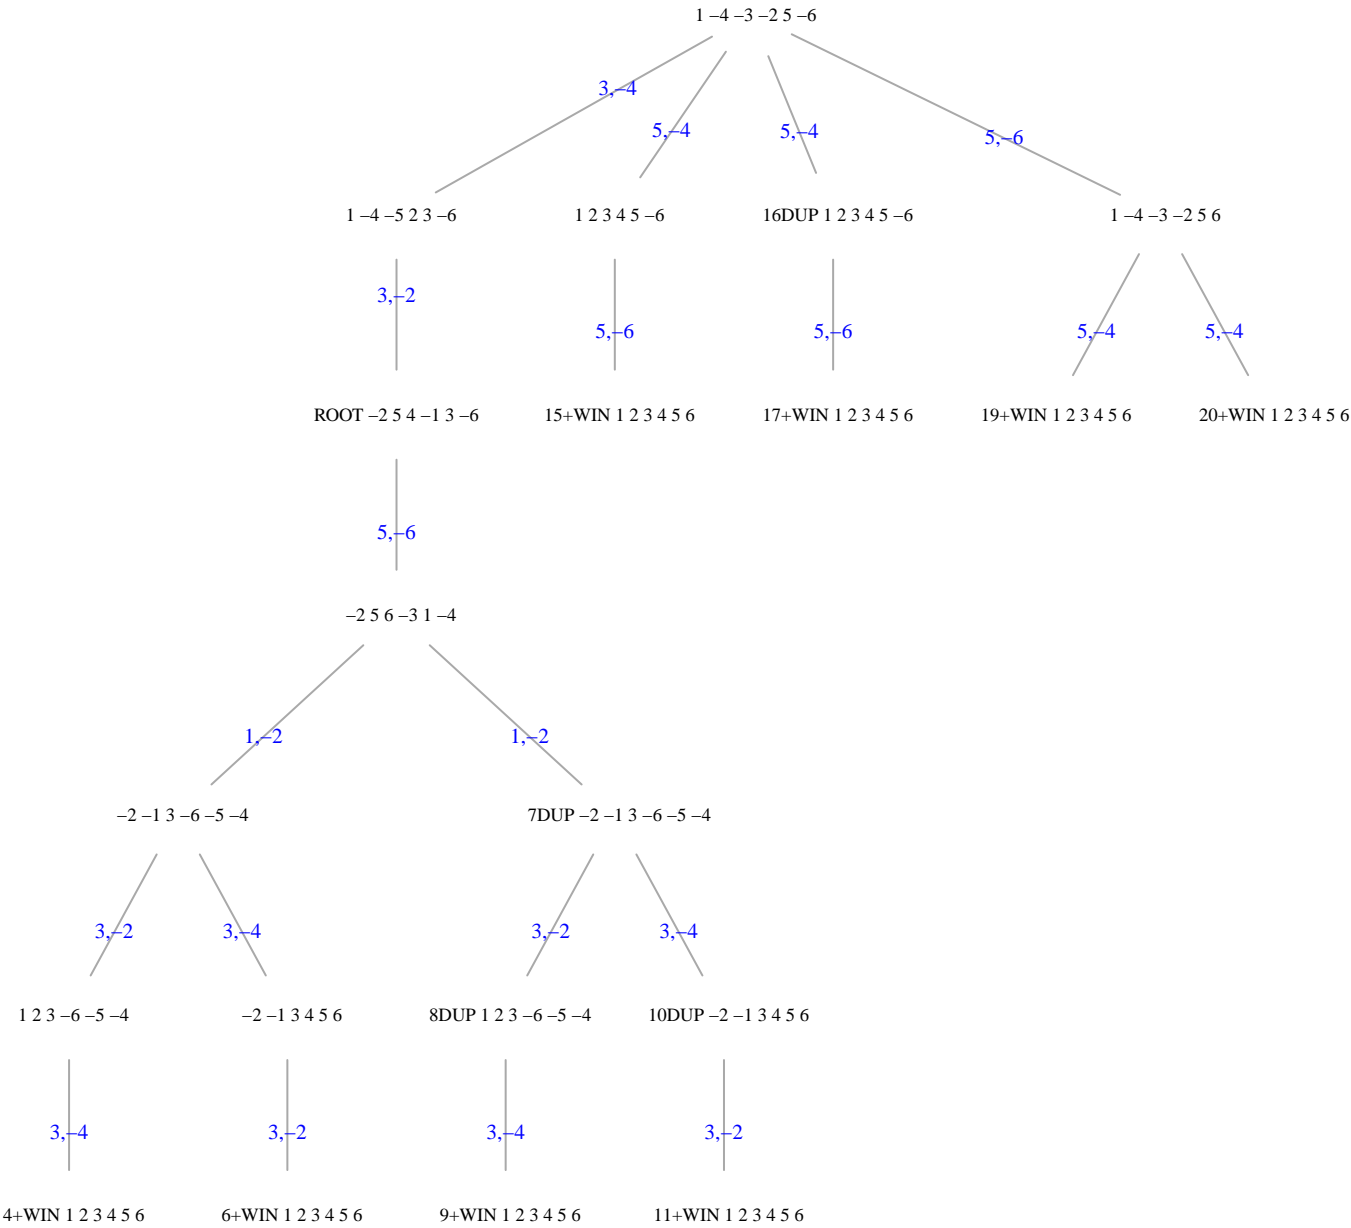 1 –4 –3 –2 5 –6
3,–4
5,–4
5,–4
5,–6
1 –4 –5 2 3 –6
1 2 3 4 5 –6
16DUP 1 2 3 4 5 –6
1 –4 –3 –2 5 6
3,–2
5,–6
5,–6
5,–4
5,–4
ROOT –2 5 4 –1 3 –6
15+WIN 1 2 3 4 5 6
17+WIN 1 2 3 4 5 6
19+WIN 1 2 3 4 5 6
20+WIN 1 2 3 4 5 6
5,–6
–2 5 6 –3 1 –4
1,–2
1,–2
–2 –1 3 –6 –5 –4
7DUP –2 –1 3 –6 –5 –4
3,–2
3,–4
3,–2
3,–4
1 2 3 –6 –5 –4
–2 –1 3 4 5 6
8DUP 1 2 3 –6 –5 –4
10DUP –2 –1 3 4 5 6
3,–4
3,–2
3,–4
3,–2
4+WIN 1 2 3 4 5 6
6+WIN 1 2 3 4 5 6
9+WIN 1 2 3 4 5 6
11+WIN 1 2 3 4 5 6